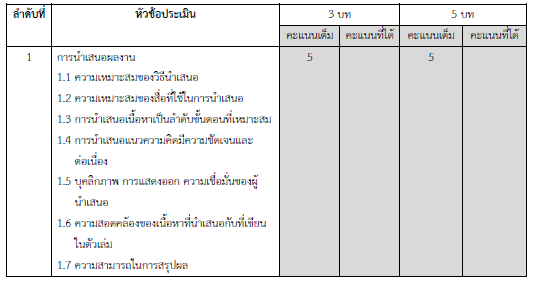 ลำดับที่ หัวข้อประเมิน 3 บท 5 บท
คะแนนเต็ม คะแนนที่ได้ คะแนนเต็ม คะแนนที่ได้
1 การนำเสนอผลงาน 5 5
1.1 ความเหมาะสมของวิธีนำเสนอ
1.2 ความเหมาะสมของสื่อที่ใช้ในการนำเสนอ
1.3 การนำเสนอเนื้อหาเป็นลำดับขั้นตอนที่เหมาะสม
1.4 การนำเสนอแนวความคิดมีความชัดเจนและ
ต่อเนื่อง
1.5 บุคลิกภาพ การแสดงออก ความเชื่อมั่นของผู้
นำเสนอ
1.6 ความสอดคล้องของเนื้อหาที่นำเสนอกับที่เขียน
ในตัวเล่ม
1.7 ความสามารถในการสรุปผล